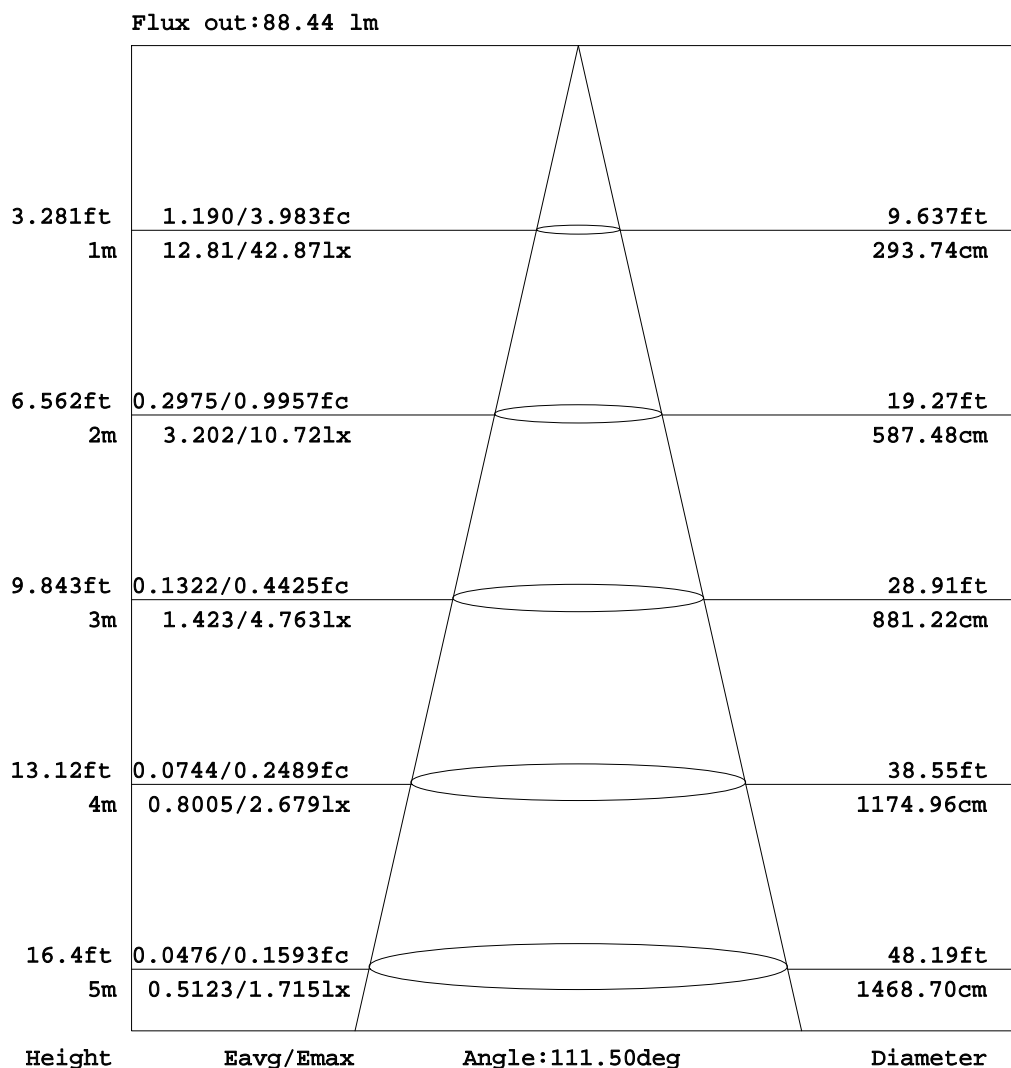 Flux out:88.44 lm
3.281ft 1.190/3.983fc 9.637ft
1m 12.81/42.87lx 293.74cm
6.562ft 0.2975/0.9957fc 19.27ft
2m 3.202/10.72lx 587.48cm
9.843ft 0.1322/0.4425fc 28.91ft
3m 1.423/4.763lx 881.22cm
13.12ft 0.0744/0.2489fc 38.55ft
4m 0.8005/2.679lx 1174.96cm
16.4ft 0.0476/0.1593fc 48.19ft
5m 0.5123/1.715lx 1468.70cm
Height Eavg/Emax Angle:111.50deg Diameter